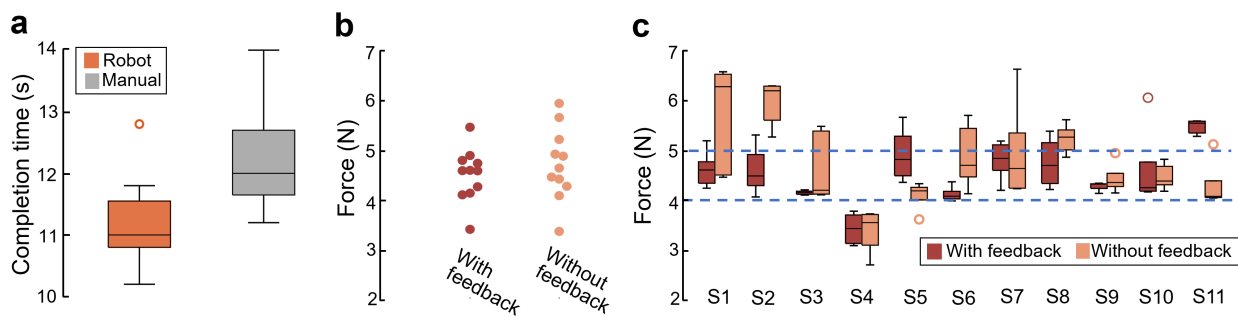 a
Completion time (s)
14
13
12
11
10
Robot
Manual
b
Force (N)
7
6
5
4
3
2
With
feedback
Without
feedback
c
Force (N)
7
6
5
4
3
2
With feedback
Without feedback
S1 S2 S3 S4 S5 S6 S7 S8 S9 S10 S11